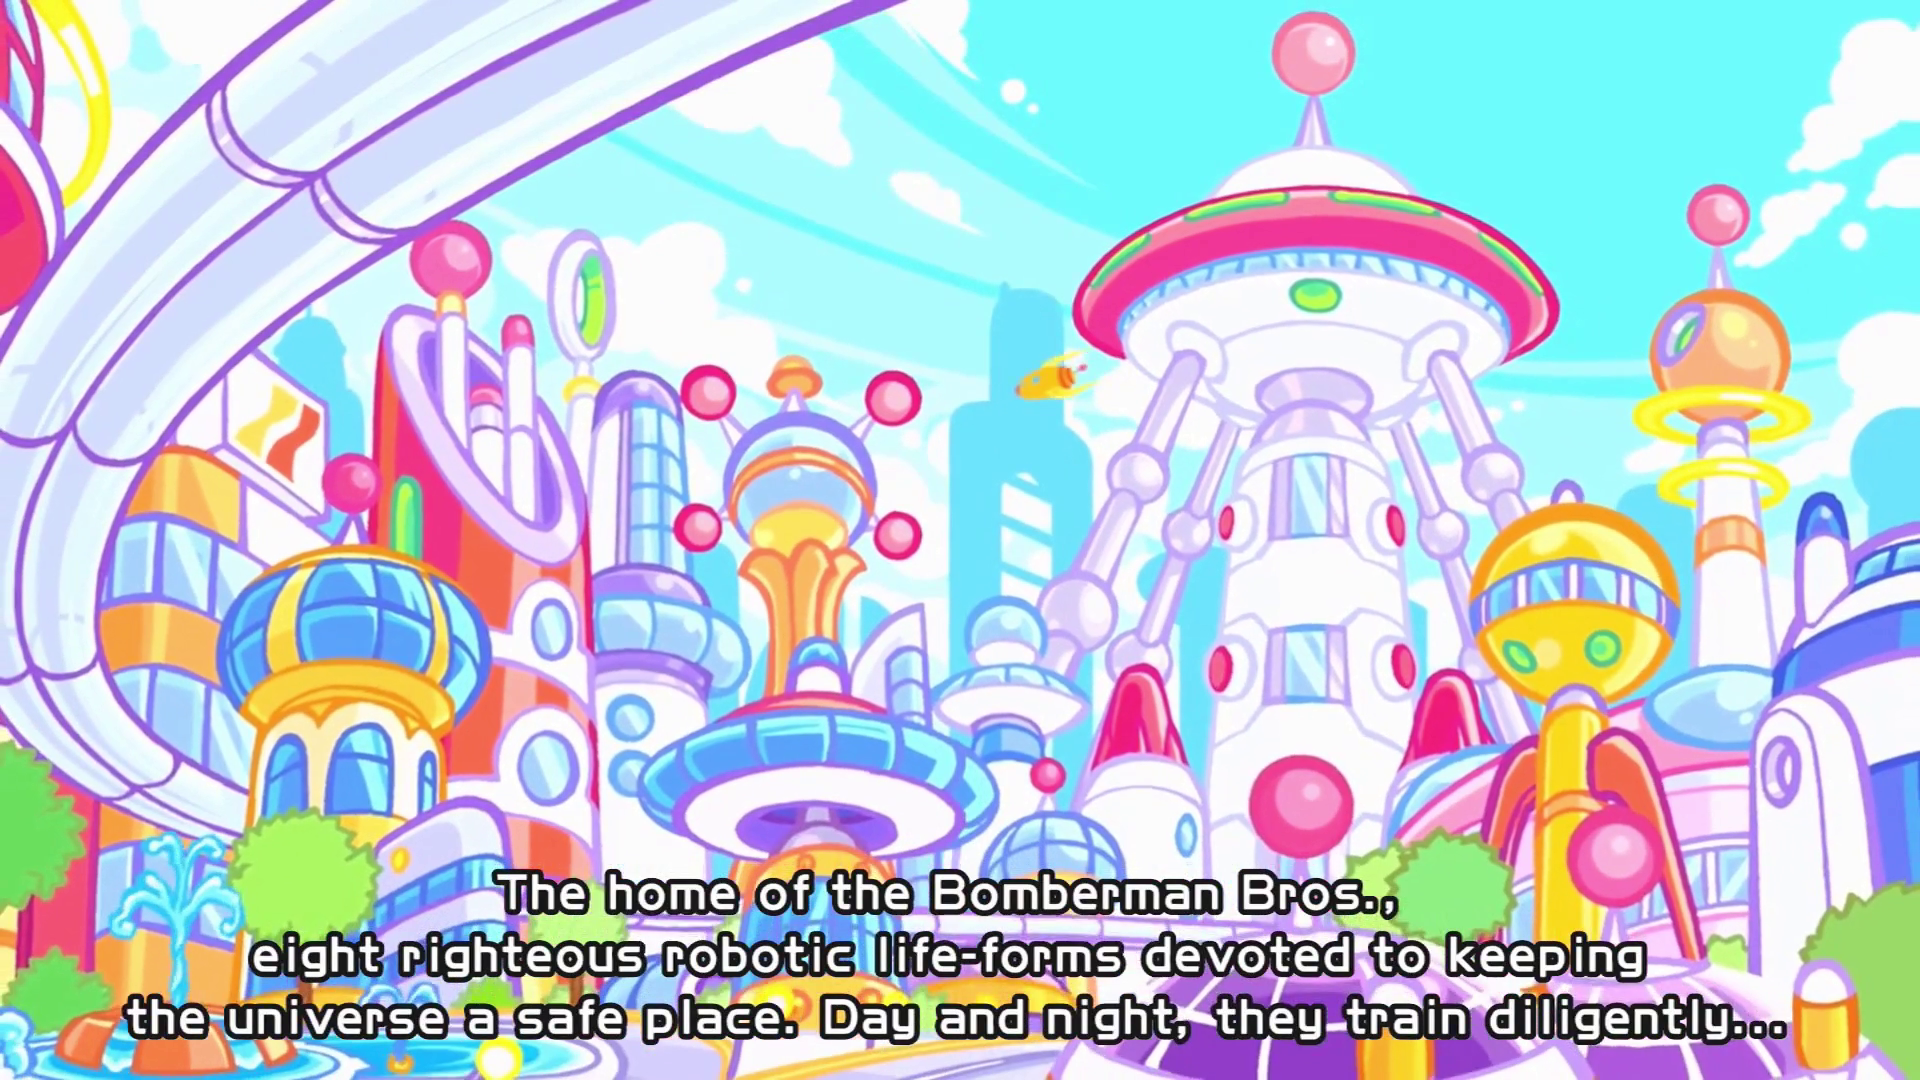 The home of the Bomberman Bros.,
eight righteous robotic life-forms devoted to keeping
the universe a safe place. Day and night, they train diligently...